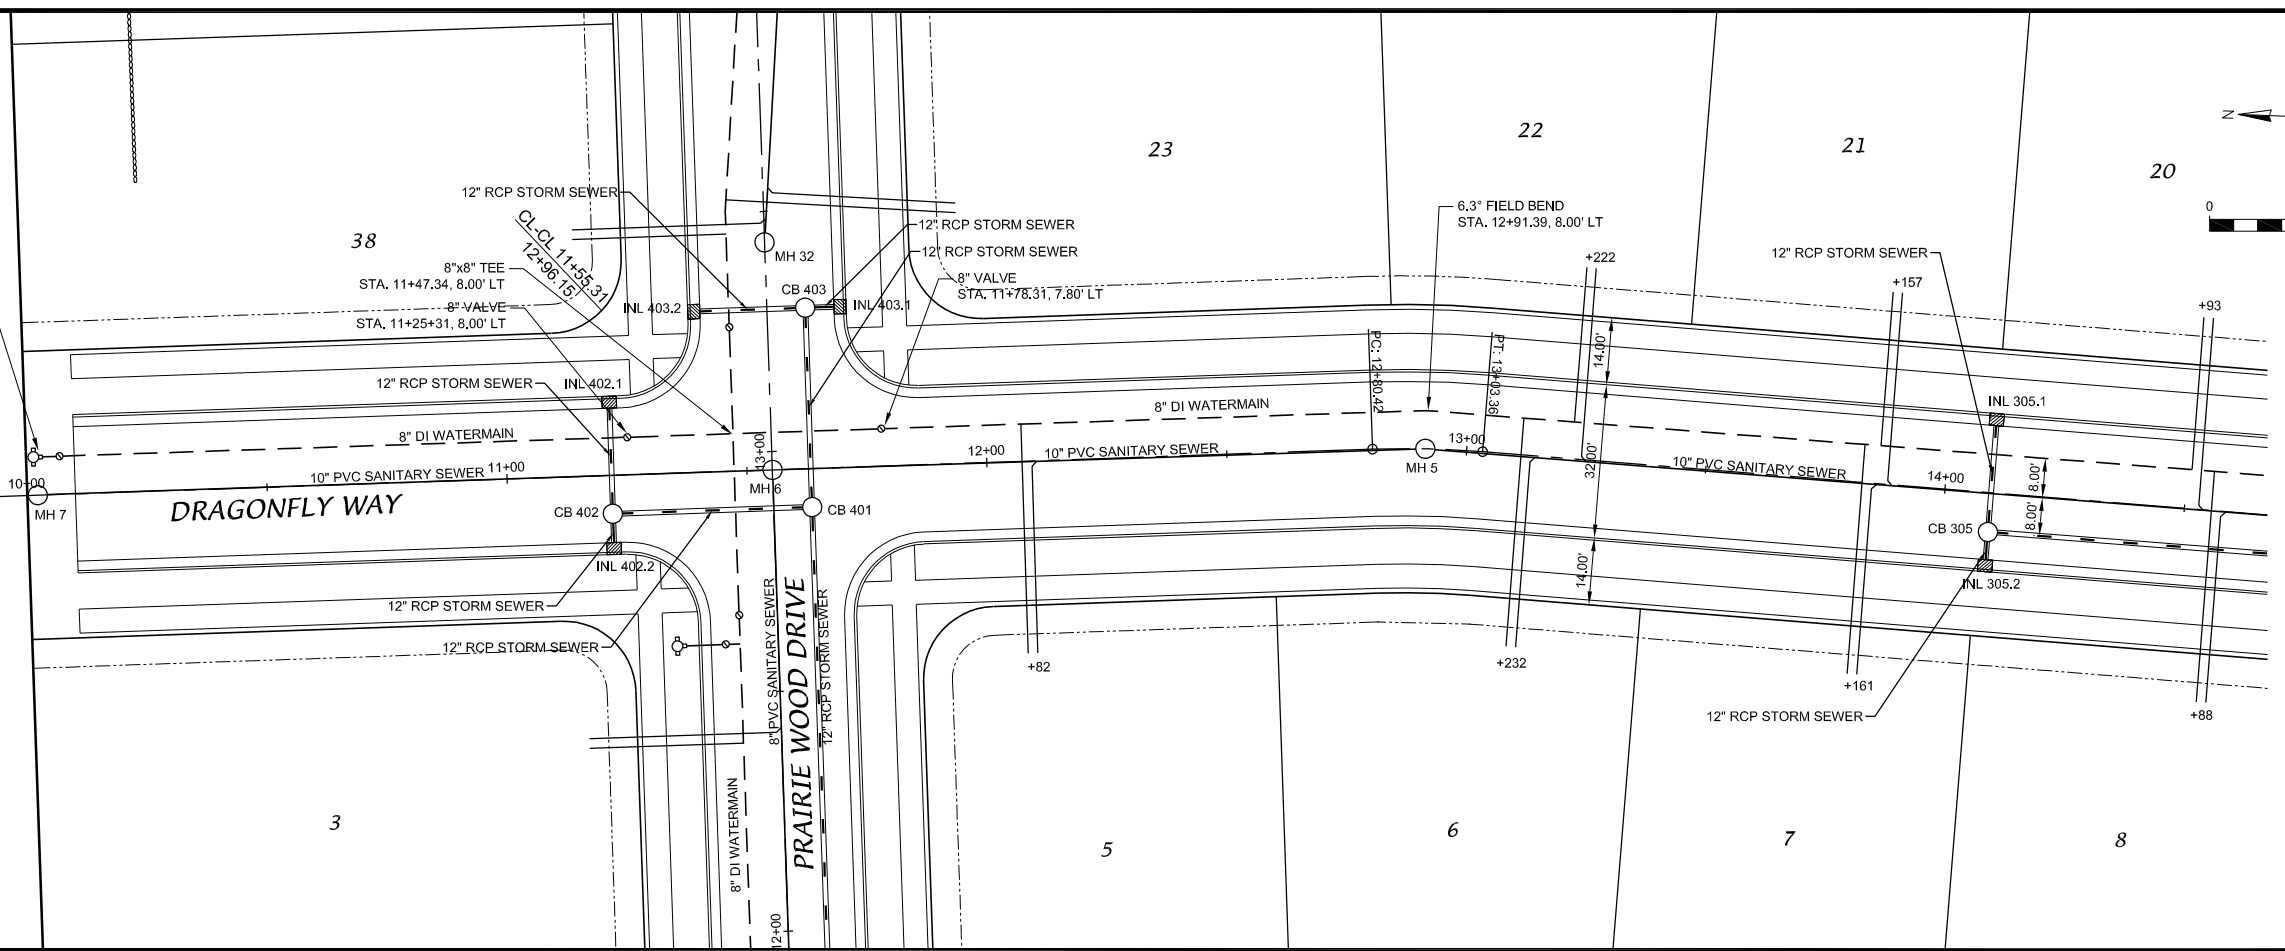 23
22
21
20
N
0
38
12" RCP STORM SEWER
CL-CL 11+55.31
12+96.15
8"x8" TEE
STA. 11+47.34, 8.00' LT
8" VALVE
STA. 11+25+31, 8.00' LT
MH 32
CB 403
INL 403.2
INL 403.1
12" RCP STORM SEWER
12" RCP STORM SEWER
8" VALVE
STA. 11+78.31, 7.80' LT
6.3° FIELD BEND
STA. 12+91.39, 8.00' LT
+222
12" RCP STORM SEWER
+157
+93
PC: 12+80.42
PT: 13+03.36
14.00'
32.00'
14.00'
12" RCP STORM SEWER
INL 402.1
8" DI WATERMAIN
8" DI WATERMAIN
INL 305.1
10+00
10" PVC SANITARY SEWER
11+00
13+00
12+00
10" PVC SANITARY SEWER
13+00
MH 5
10" PVC SANITARY SEWER
14+00
8.00'
8.00'
MH 7
DRAGONFLY WAY
MH 6
CB 402
CB 401
CB 305
INL 402.2
INL 305.2
12" RCP STORM SEWER
12" RCP STORM SEWER
8" PVC SANITARY SEWER
PRAIRIE WOOD DRIVE
12" RCP STORM SEWER
8" DI WATERMAIN
12+00
+82
+232
+161
12" RCP STORM SEWER
+88
3
5
6
7
8